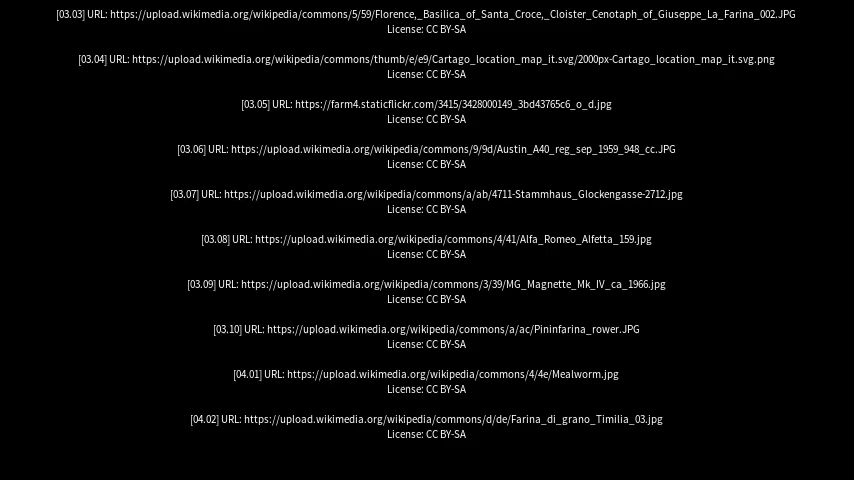 [03.03] URL: https://upload.wikimedia.org/wikipedia/commons/5/59/Florence,_Basilica_of_Santa_Croce,_Cloister_Cenotaph_of_Giuseppe_La_Farina_002.JPG
License: CC BY-SA
[03.04] URL: https://upload.wikimedia.org/wikipedia/commons/thumb/e/e9/Cartago_location_map_it.svg/2000px-Cartago_location_map_it.svg.png
License: CC BY-SA
[03.05] URL: https://farm4.staticflickr.com/3415/3428000149_3bd43765c6_o_d.jpg
License: CC BY-SA
[03.06] URL: https://upload.wikimedia.org/wikipedia/commons/9/9d/Austin_A40_reg_sep_1959_948_cc.JPG
License: CC BY-SA
[03.07] URL: https://upload.wikimedia.org/wikipedia/commons/a/ab/4711-Stammhaus_Glockengasse-2712.jpg
License: CC BY-SA
[03.08] URL: https://upload.wikimedia.org/wikipedia/commons/4/41/Alfa_Romeo_Alfetta_159.jpg
License: CC BY-SA
[03.09] URL: https://upload.wikimedia.org/wikipedia/commons/3/39/MG_Magnette_Mk_IV_ca_1966.jpg
License: CC BY-SA
[03.10] URL: https://upload.wikimedia.org/wikipedia/commons/a/ac/Pininfarina_rower.JPG
License: CC BY-SA
[04.01] URL: https://upload.wikimedia.org/wikipedia/commons/4/4e/Mealworm.jpg
License: CC BY-SA
[04.02] URL: https://upload.wikimedia.org/wikipedia/commons/d/de/Farina_di_grano_Timilia_03.jpg
License: CC BY-SA